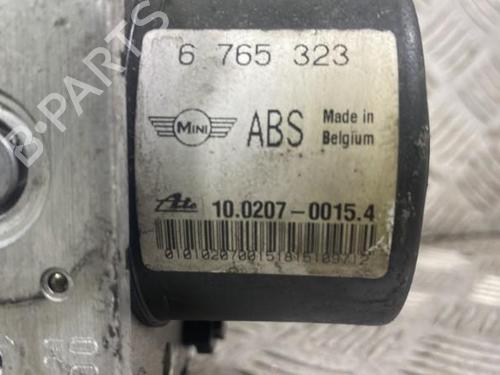 6 765 323
MINI
ABS
Made in
Belgium
Ate
10.0207-0015.4
B-PARTS